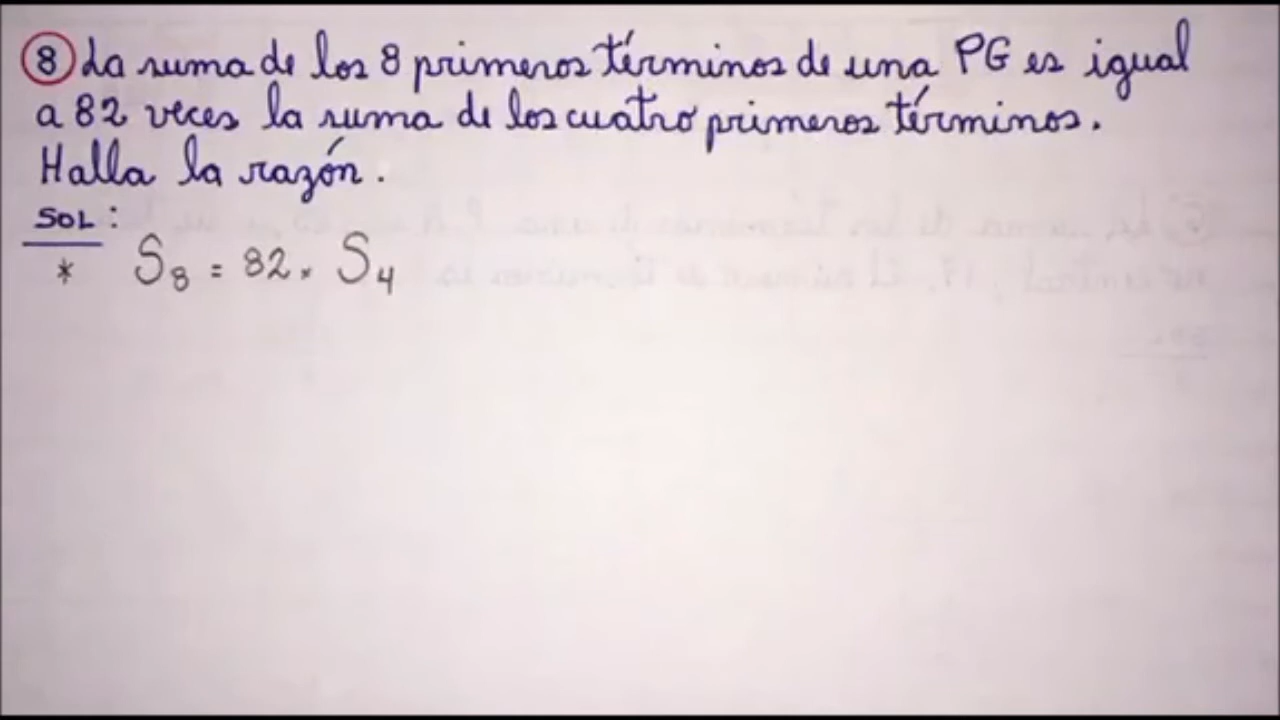 8 La suma de los 8 primeros términos de una PG es igual
a 82 veces la suma de los cuatro primeros términos.
Halla la razón.
SOL:
* S₈ = 82 × S₄